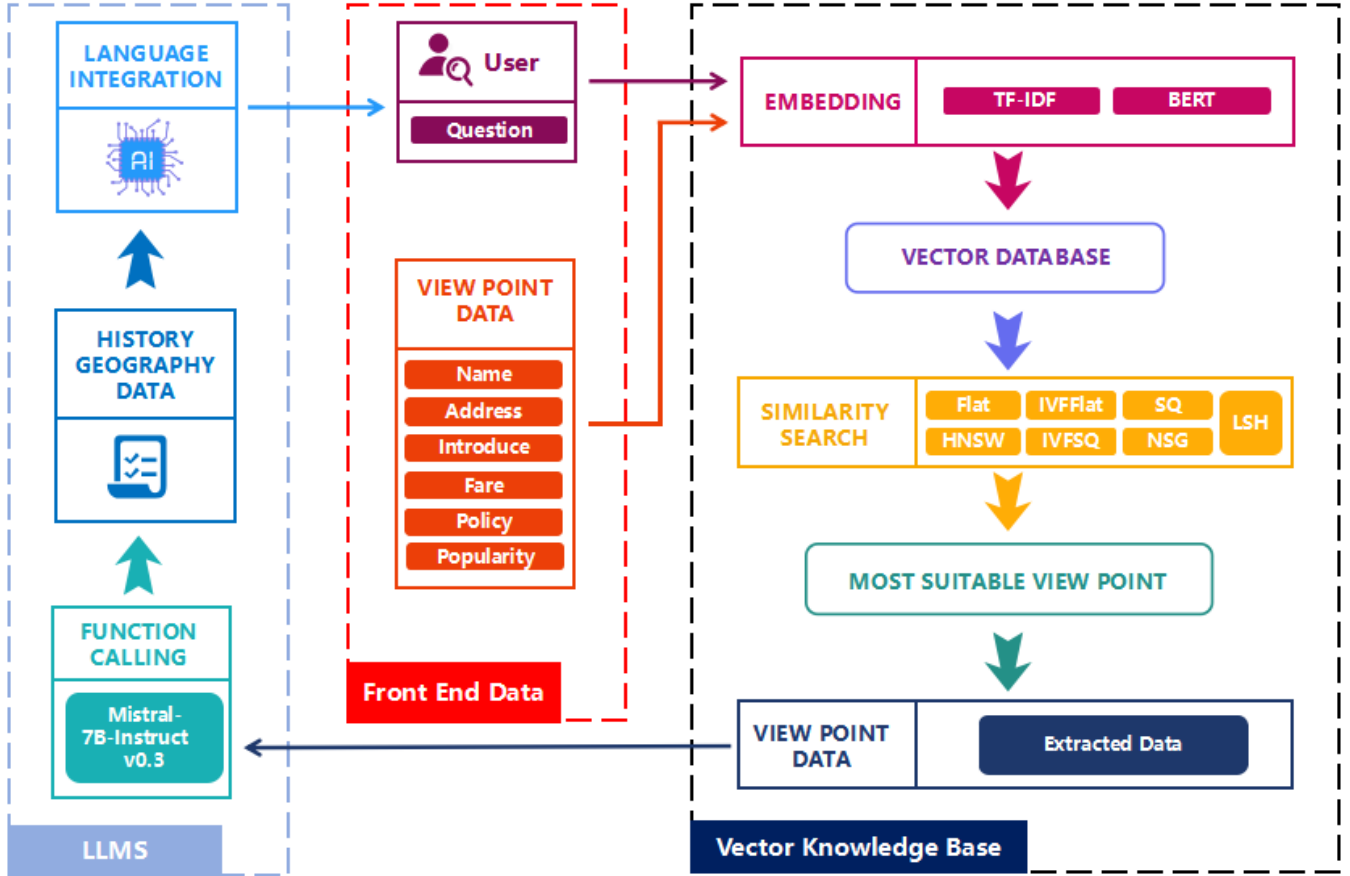 LANGUAGE
INTEGRATION
AI
HISTORY
GEOGRAPHY
DATA
FUNCTION
CALLING
Mistral-
7B-Instruct
v0.3
LLMS
User
Question
VIEW POINT
DATA
Name
Address
Introduce
Fare
Policy
Popularity
Front End Data
EMBEDDING
TF-IDF
BERT
VECTOR DATABASE
SIMILARITY
SEARCH
Flat
IVFFlat
SQ
LSH
HNSW
IVFSQ
NSG
MOST SUITABLE VIEW POINT
VIEW POINT
DATA
Extracted Data
Vector Knowledge Base